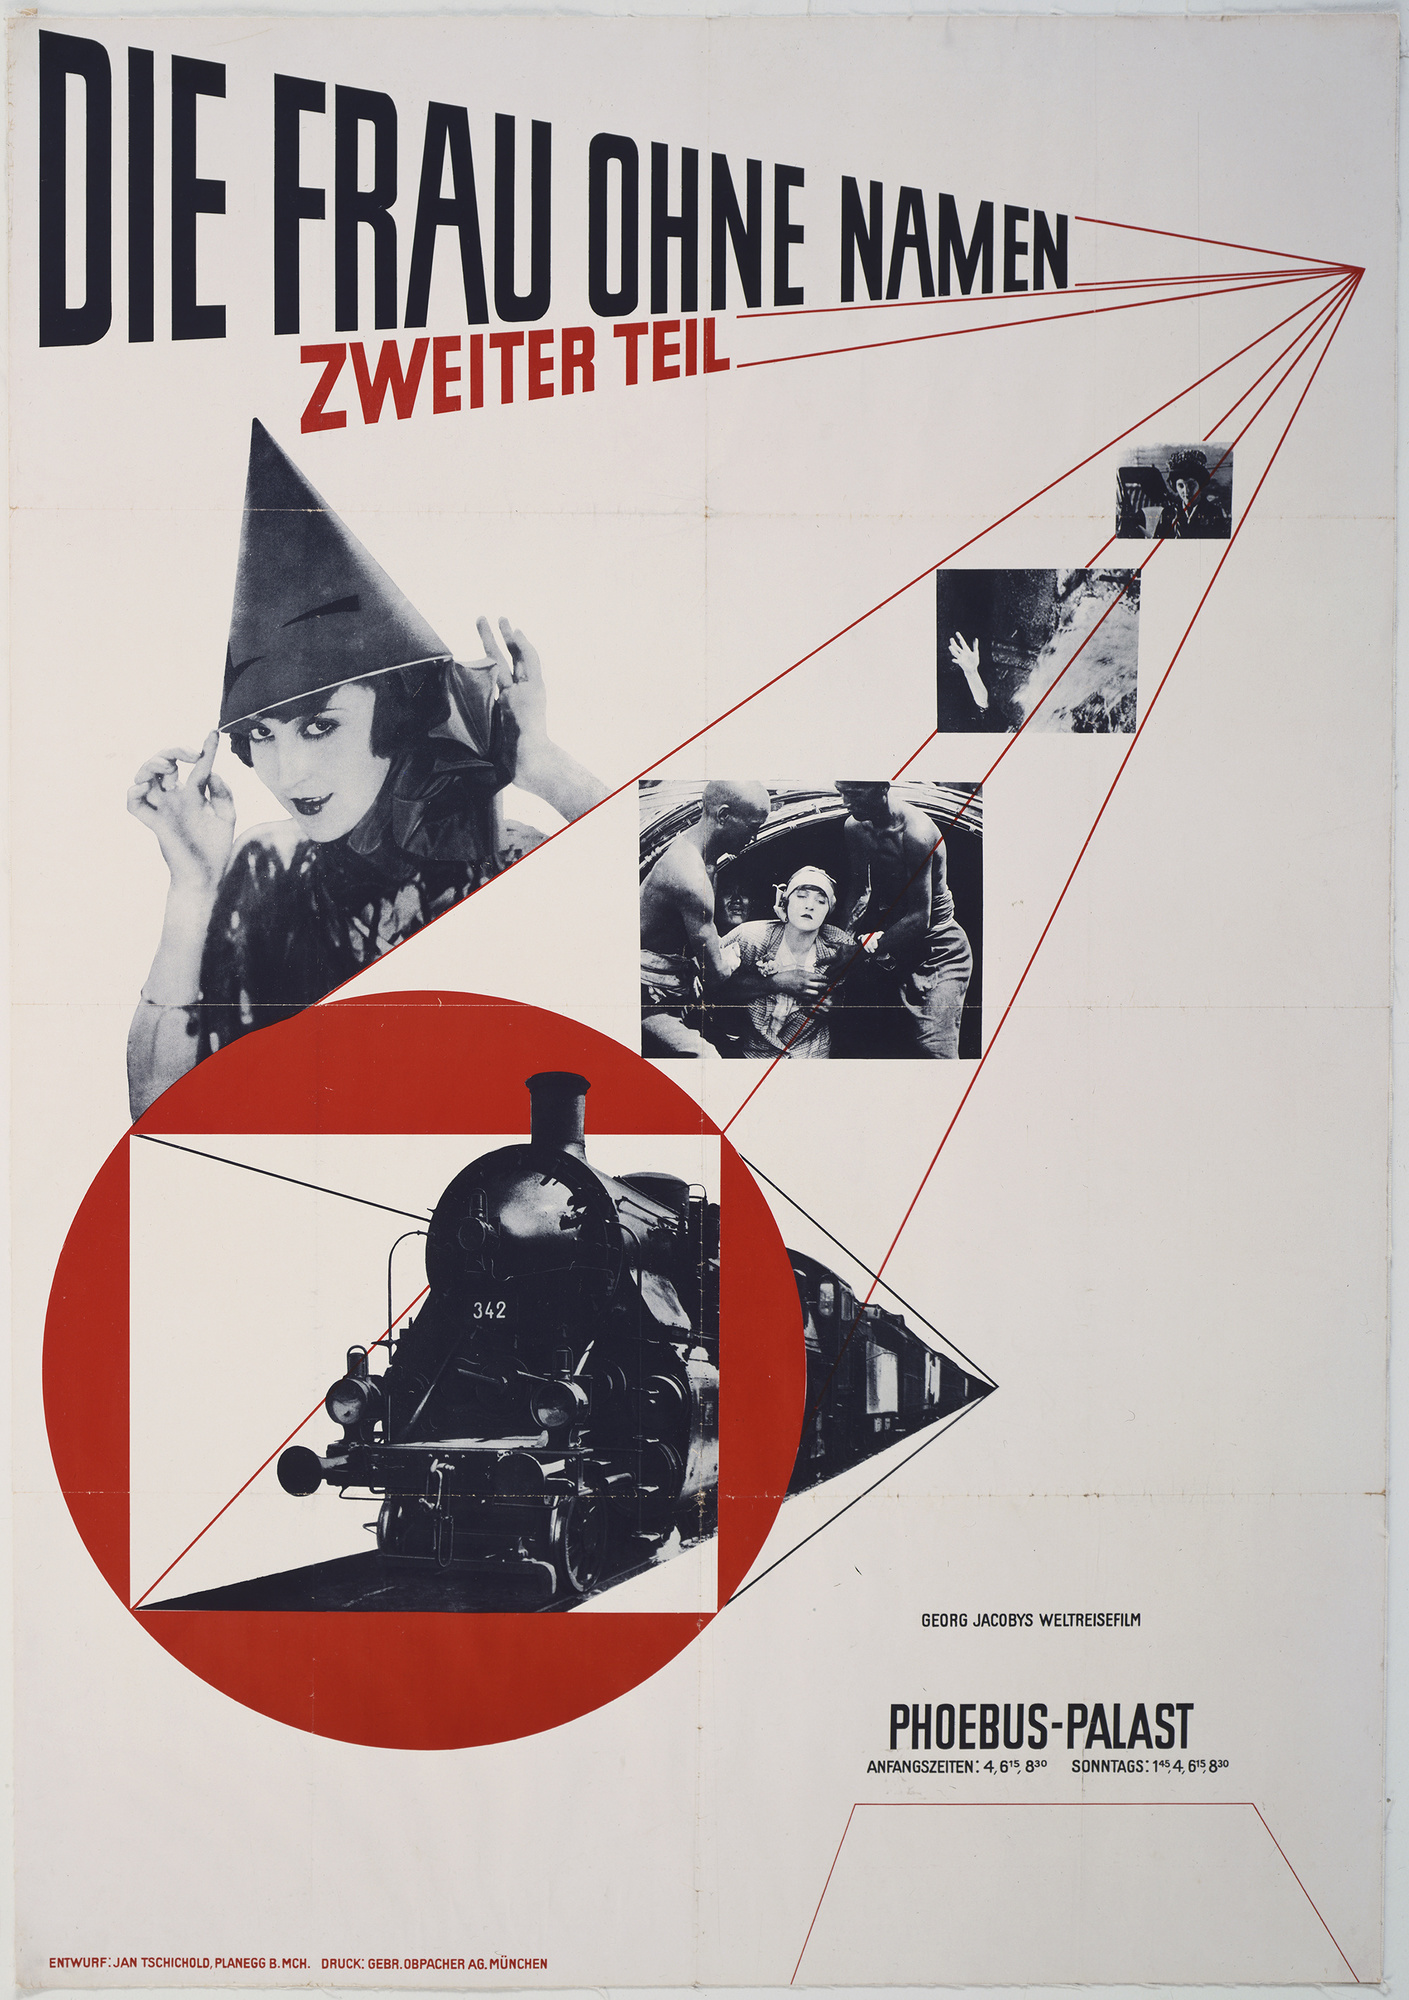 DIE FRAU OHNE NAMEN
ZWEITER TEIL
342
GEORG JACOBYS WELTREISEFILM
PHOEBUS-PALAST
ANFANGSZEITEN: 4, 6¹⁵, 8³⁰ SONNTAGS: 1⁴⁵, 4, 6¹⁵, 8³⁰
ENTWURF: JAN TSCHICHOLD, PLANEGG B. MCH. DRUCK: GEBR. OBPACHER AG. MÜNCHEN